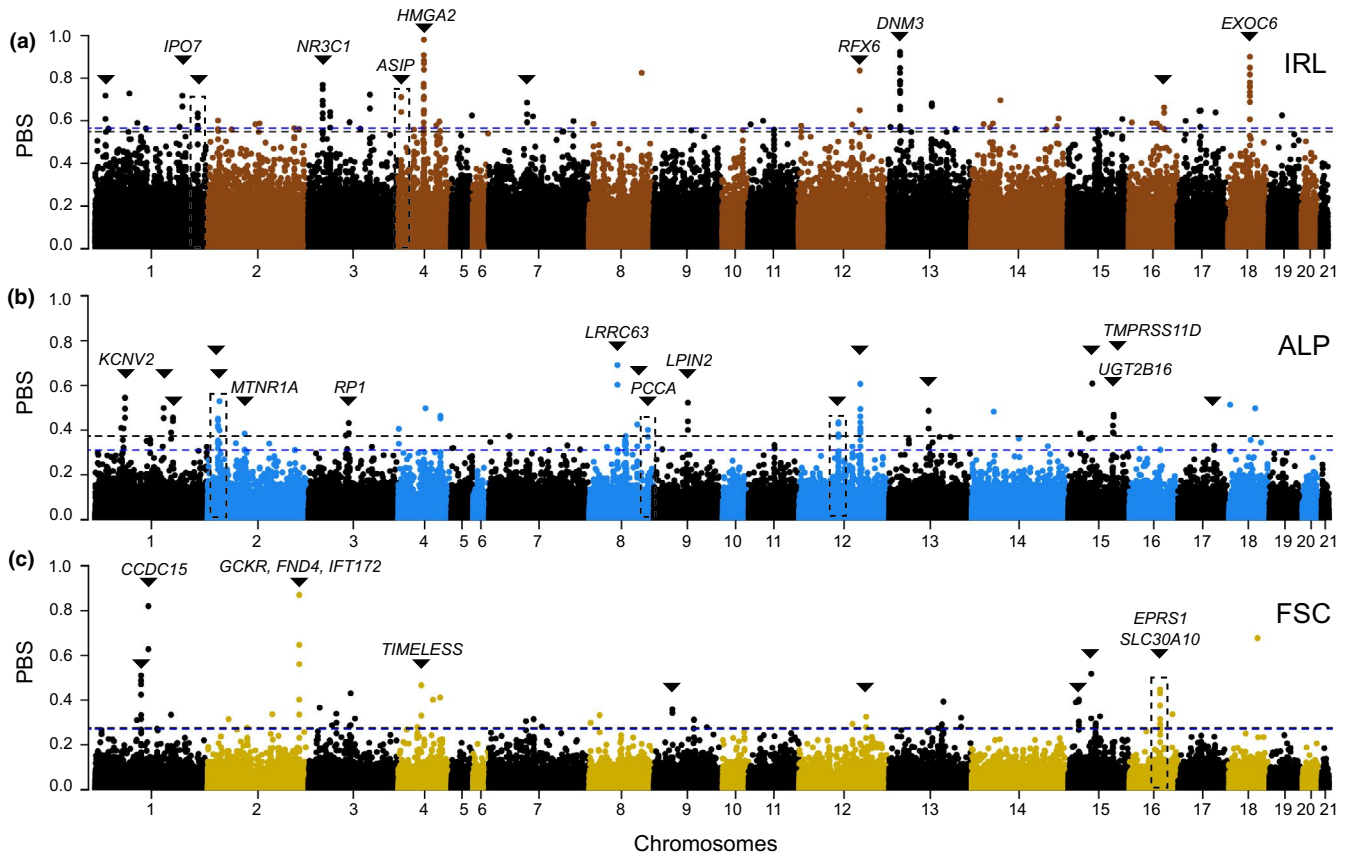 (a)
HMGA2
IPO7
NR3C1
ASIP
RFX6
DNM3
EXOC6
IRL
PBS
1.0
0.8
0.6
0.4
0.2
0.0
1 2 3 4 5 6 7 8 9 10 11 12 13 14 15 16 17 18 19 20 21
(b)
KCNV2
MTNR1A
RP1
LRRC63
PCCA
LPIN2
TMPRSS11D
UGT2B16
ALP
PBS
1.0
0.8
0.6
0.4
0.2
0.0
1 2 3 4 5 6 7 8 9 10 11 12 13 14 15 16 17 18 19 20 21
(c)
CCDC15
GCKR, FND4, IFT172
TIMELESS
EPRS1
SLC30A10
FSC
PBS
1.0
0.8
0.6
0.4
0.2
0.0
1 2 3 4 5 6 7 8 9 10 11 12 13 14 15 16 17 18 19 20 21
Chromosomes